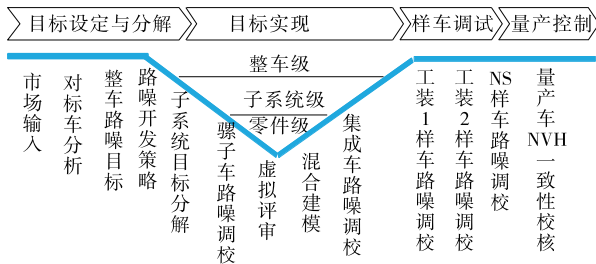 目标设定与分解
目标实现
样车调试
量产控制
整车级
子系统级
零件级
市场输入
对标车分析
整车路噪目标
路噪开发策略
子系统目标分解
骡子车路噪调校
虚拟评审
混合建模
集成车路噪调校
工装1样车路噪调校
工装2样车路噪调校
NS样车路噪调校
量产车NVH一致性校核